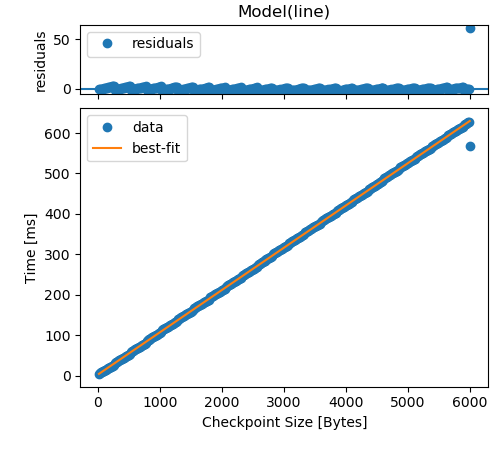 Model(line)
residuals
50
0
residuals
data
best-fit
Time [ms]
600
500
400
300
200
100
0
0 1000 2000 3000 4000 5000 6000
Checkpoint Size [Bytes]